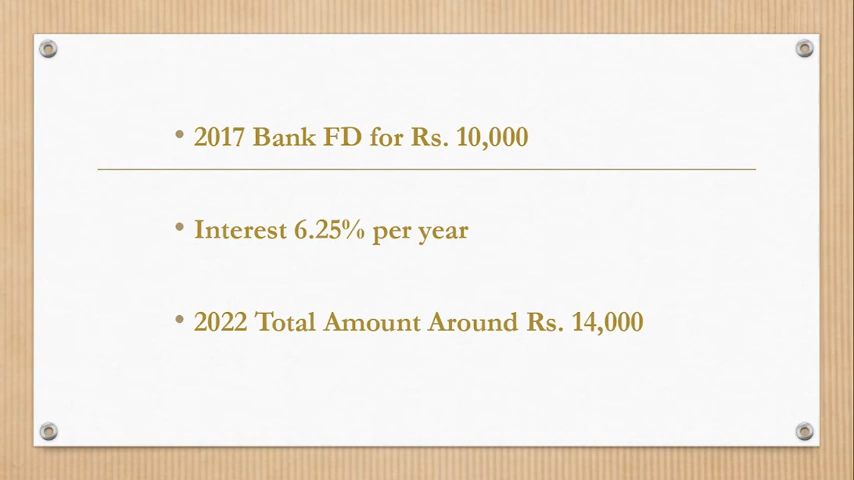 • 2017 Bank FD for Rs. 10,000
• Interest 6.25% per year
• 2022 Total Amount Around Rs. 14,000